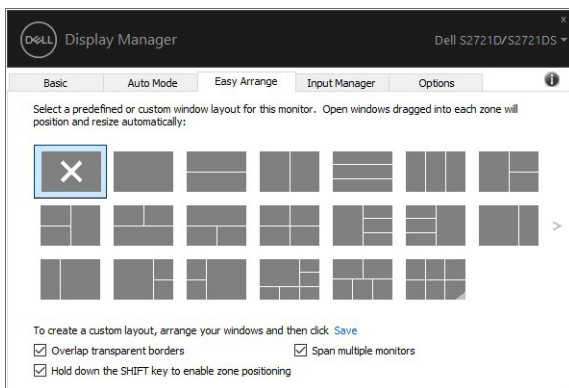 x
DELL Display Manager Dell S2721D/S2721DS
Basic Auto Mode Easy Arrange Input Manager Options i
Select a predefined or custom window layout for this monitor. Open windows dragged into each zone will
position and resize automatically:
>
To create a custom layout, arrange your windows and then click Save
Overlap transparent borders Span multiple monitors
Hold down the SHIFT key to enable zone positioning